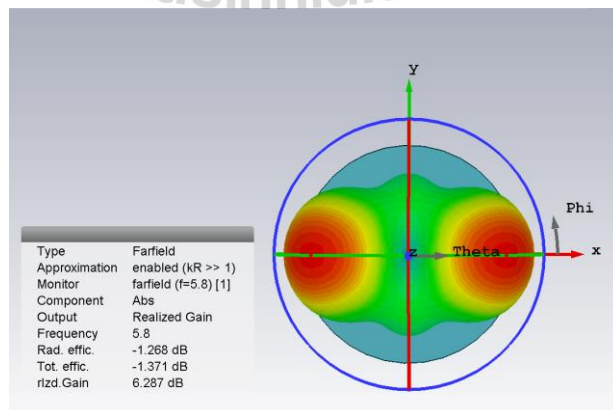 y
Phi
z
Theta
x
Type Farfield
Approximation enabled (kR >> 1)
Monitor farfield (f=5.8) [1]
Component Abs
Output Realized Gain
Frequency 5.8
Rad. effic. -1.268 dB
Tot. effic. -1.371 dB
rlzd.Gain 6.287 dB